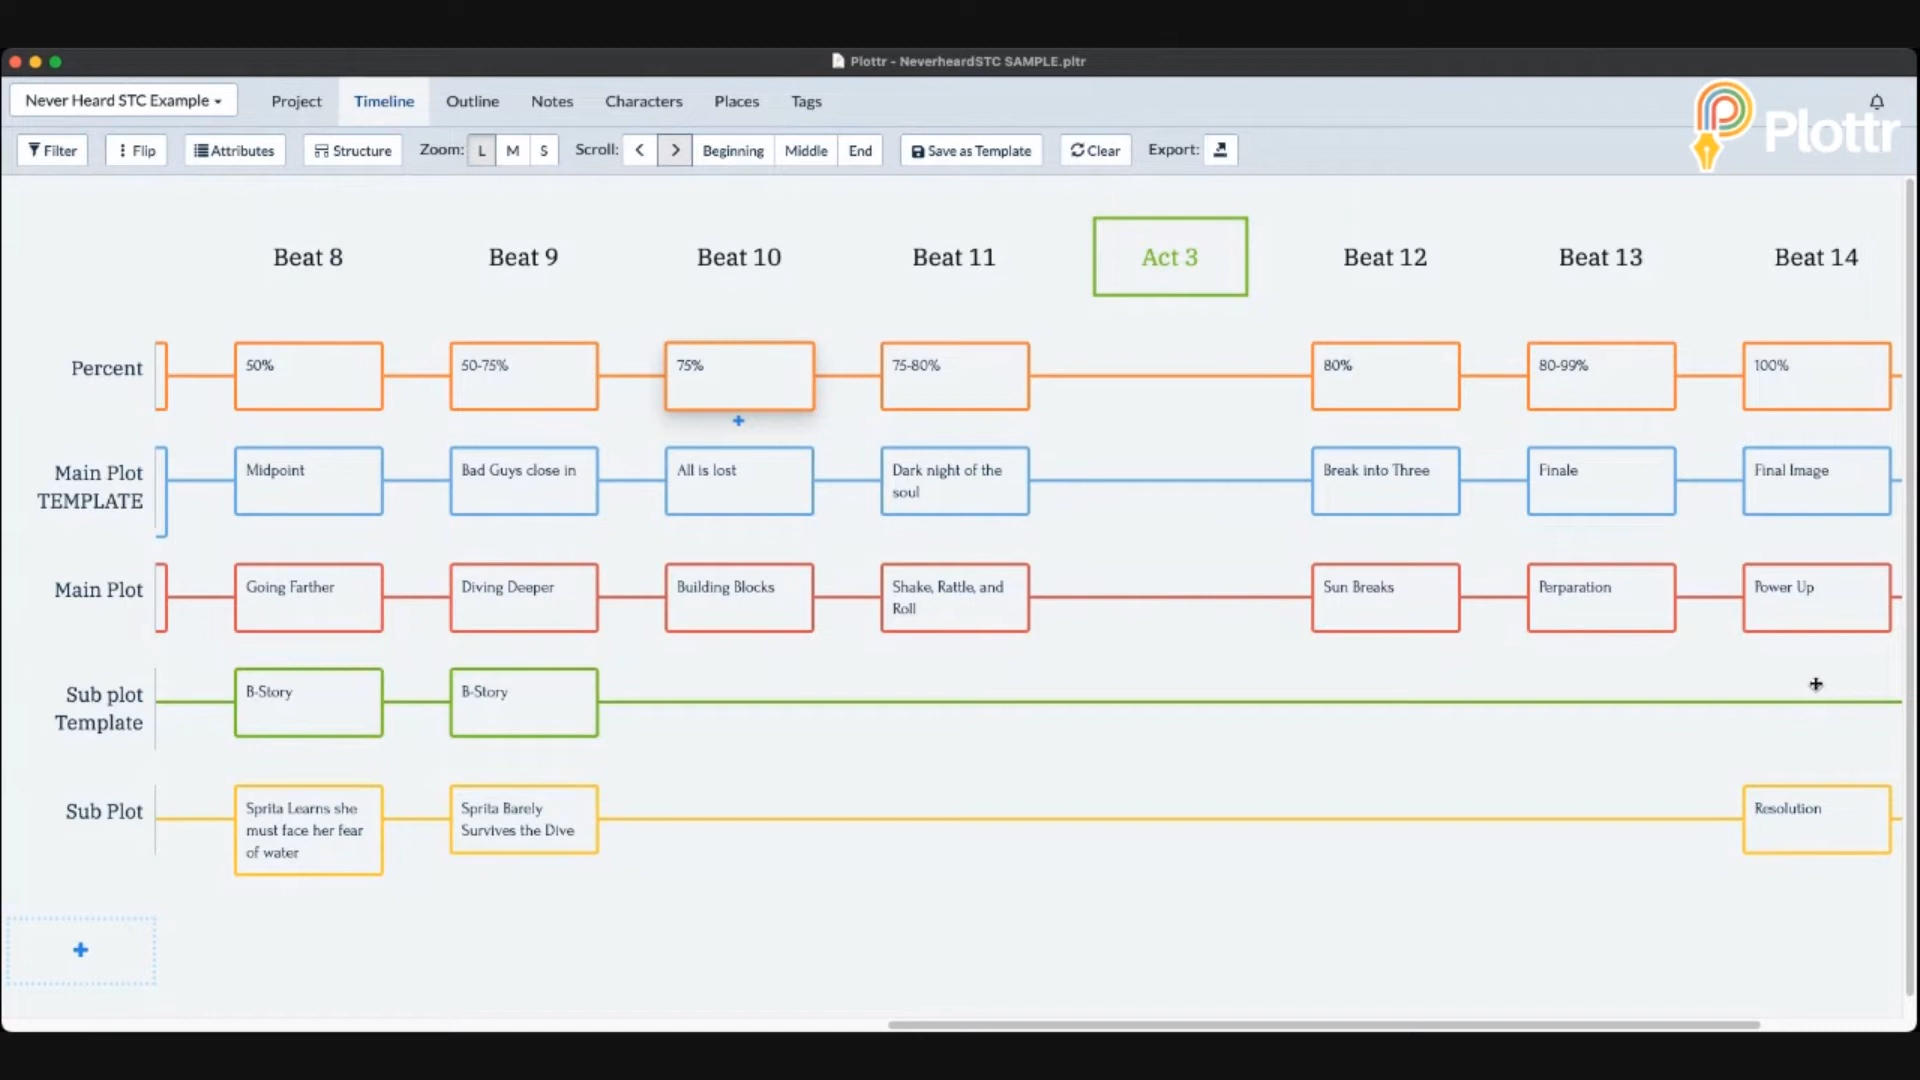 Plottr - NeverheardSTC SAMPLE.pltr
Never Heard STC Example
Project
Timeline
Outline
Notes
Characters
Places
Tags
Plottr
Filter
Flip
Attributes
Structure
Zoom:
L
M
S
Scroll:
Beginning
Middle
End
Save as Template
Clear
Export:
Beat 8
Beat 9
Beat 10
Beat 11
Act 3
Beat 12
Beat 13
Beat 14
Percent
50%
50-75%
75%
75-80%
80%
80-99%
100%
Main Plot
TEMPLATE
Midpoint
Bad Guys close in
All is lost
Dark night of the
soul
Break into Three
Finale
Final Image
Main Plot
Going Farther
Diving Deeper
Building Blocks
Shake, Rattle, and
Roll
Sun Breaks
Perparation
Power Up
Sub plot
Template
B-Story
B-Story
Sub Plot
Sprita Learns she
must face her fear
of water
Sprita Barely
Survives the Dive
Resolution